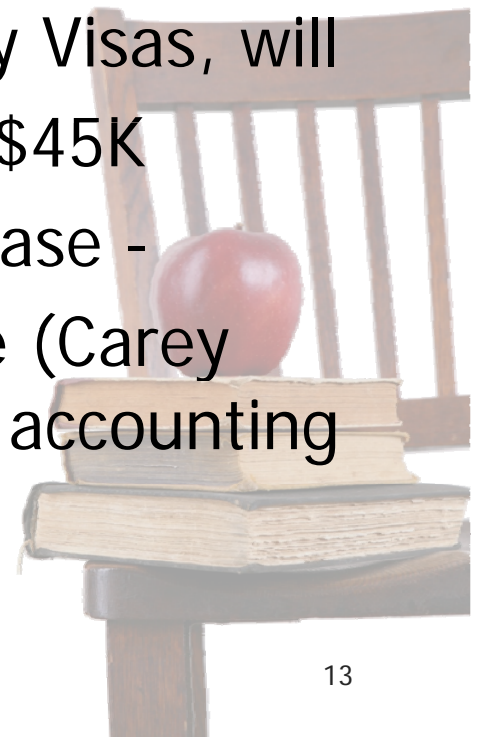 y Visas, will
$45K
ase -
e (Carey
accounting
13